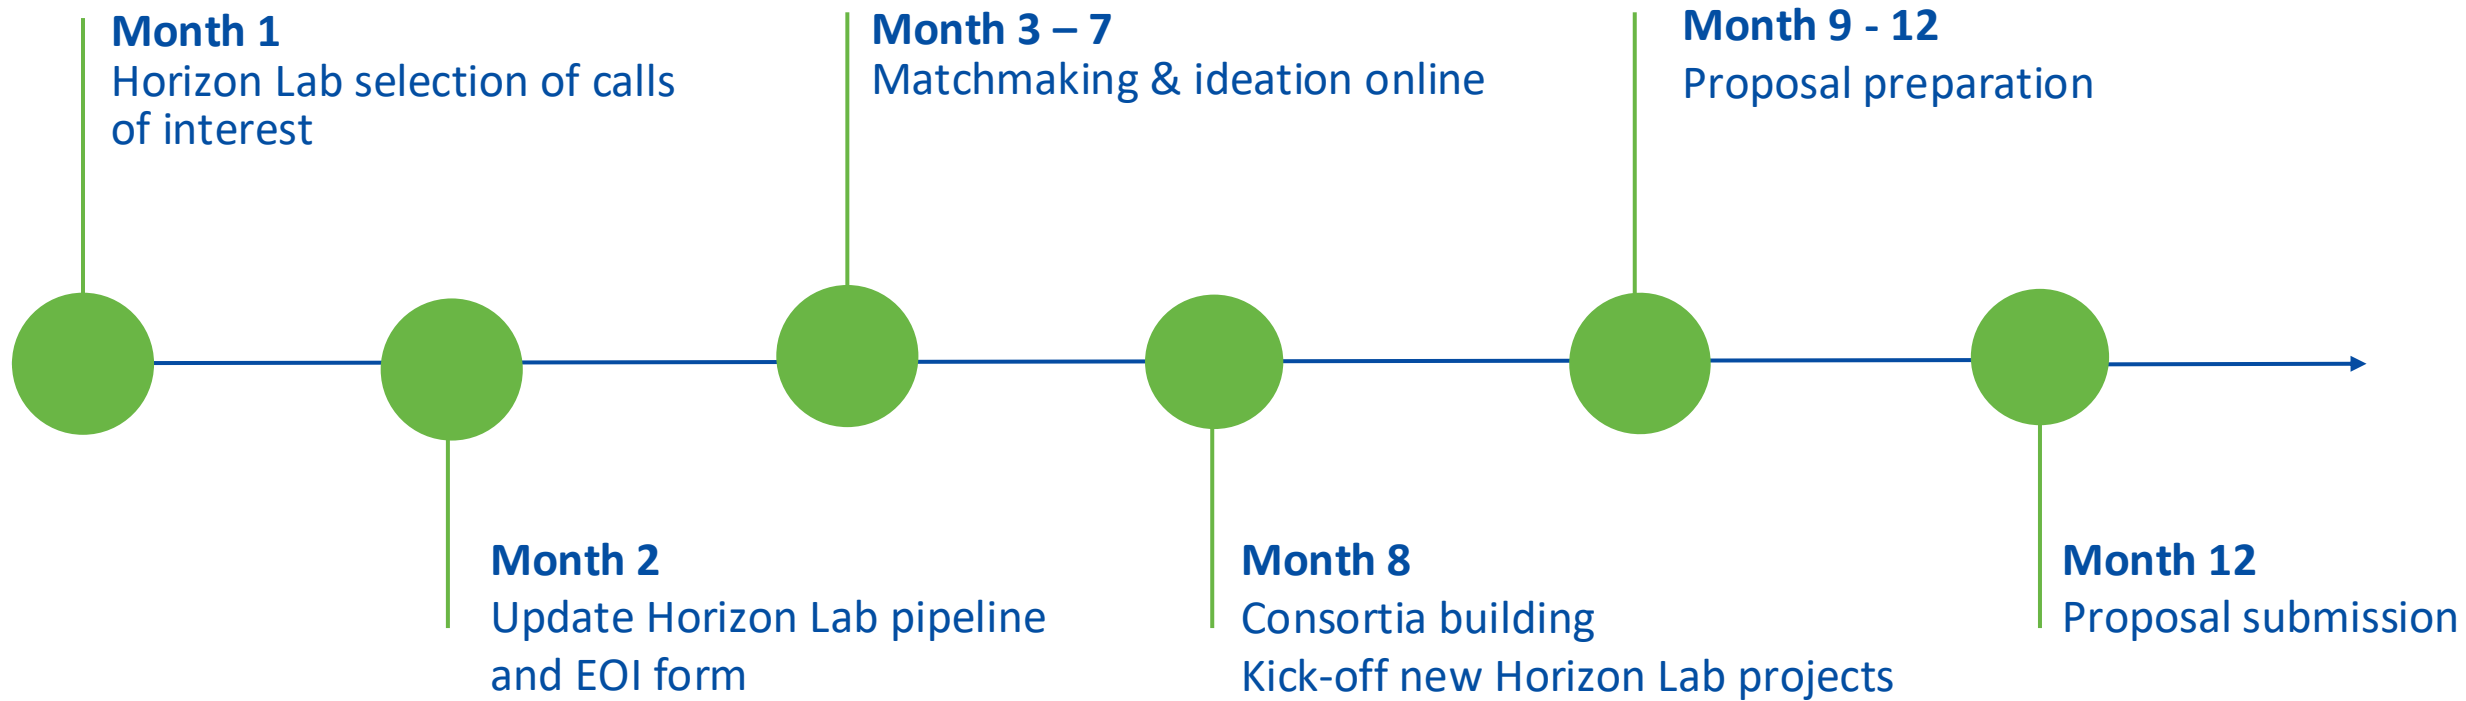 Month 1
Horizon Lab selection of calls
of interest
Month 2
Update Horizon Lab pipeline
and EOI form
Month 3 – 7
Matchmaking & ideation online
Month 8
Consortia building
Kick-off new Horizon Lab projects
Month 9 - 12
Proposal preparation
Month 12
Proposal submission